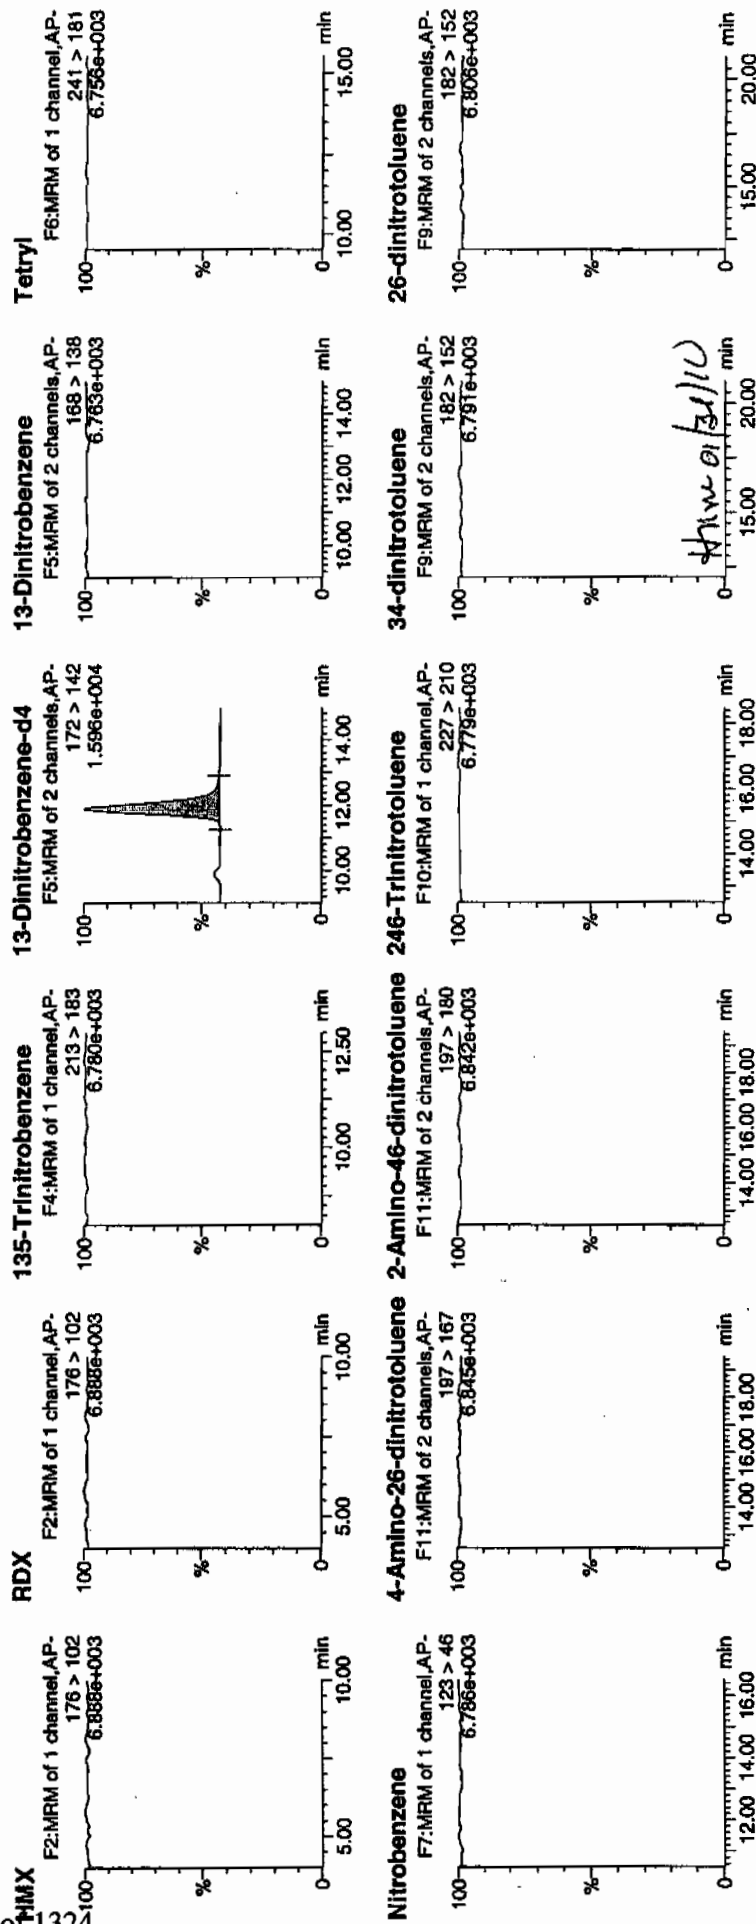 HMX
F2:MRM of 1 channel,AP-
176 > 102
6.888e+003
100
%
0
5.00 10.00 min
RDX
F2:MRM of 1 channel,AP-
176 > 102
6.888e+003
100
%
0
5.00 10.00 min
135-Trinitrobenzene
F4:MRM of 1 channel,AP-
213 > 183
6.780e+003
100
%
0
10.00 12.50 min
13-Dinitrobenzene-d4
F5:MRM of 2 channels,AP-
172 > 142
1.596e+004
100
%
0
10.00 12.00 14.00 min
13-Dinitrobenzene
F5:MRM of 2 channels,AP-
168 > 138
6.763e+003
100
%
0
10.00 12.00 14.00 min
Tetryl
F6:MRM of 1 channel,AP-
241 > 181
6.756e+003
100
%
0
10.00 15.00 min
Nitrobenzene
F7:MRM of 1 channel,AP-
123 > 46
6.786e+003
100
%
0
12.00 14.00 16.00 min
4-Amino-26-dinitrotoluene
F11:MRM of 2 channels,AP-
197 > 167
6.845e+003
100
%
0
14.00 16.00 18.00 min
2-Amino-46-dinitrotoluene
F11:MRM of 2 channels,AP-
197 > 180
6.842e+003
100
%
0
14.00 16.00 18.00 min
246-Trinitrotoluene
F10:MRM of 1 channel,AP-
227 > 210
6.779e+003
100
%
0
14.00 16.00 18.00 min
34-dinitrotoluene
F9:MRM of 2 channels,AP-
182 > 152
6.791e+003
100
%
0
15.00 20.00 min
26-dinitrotoluene
F9:MRM of 2 channels,AP-
182 > 152
6.806e+003
100
%
0
15.00 20.00 min
1324